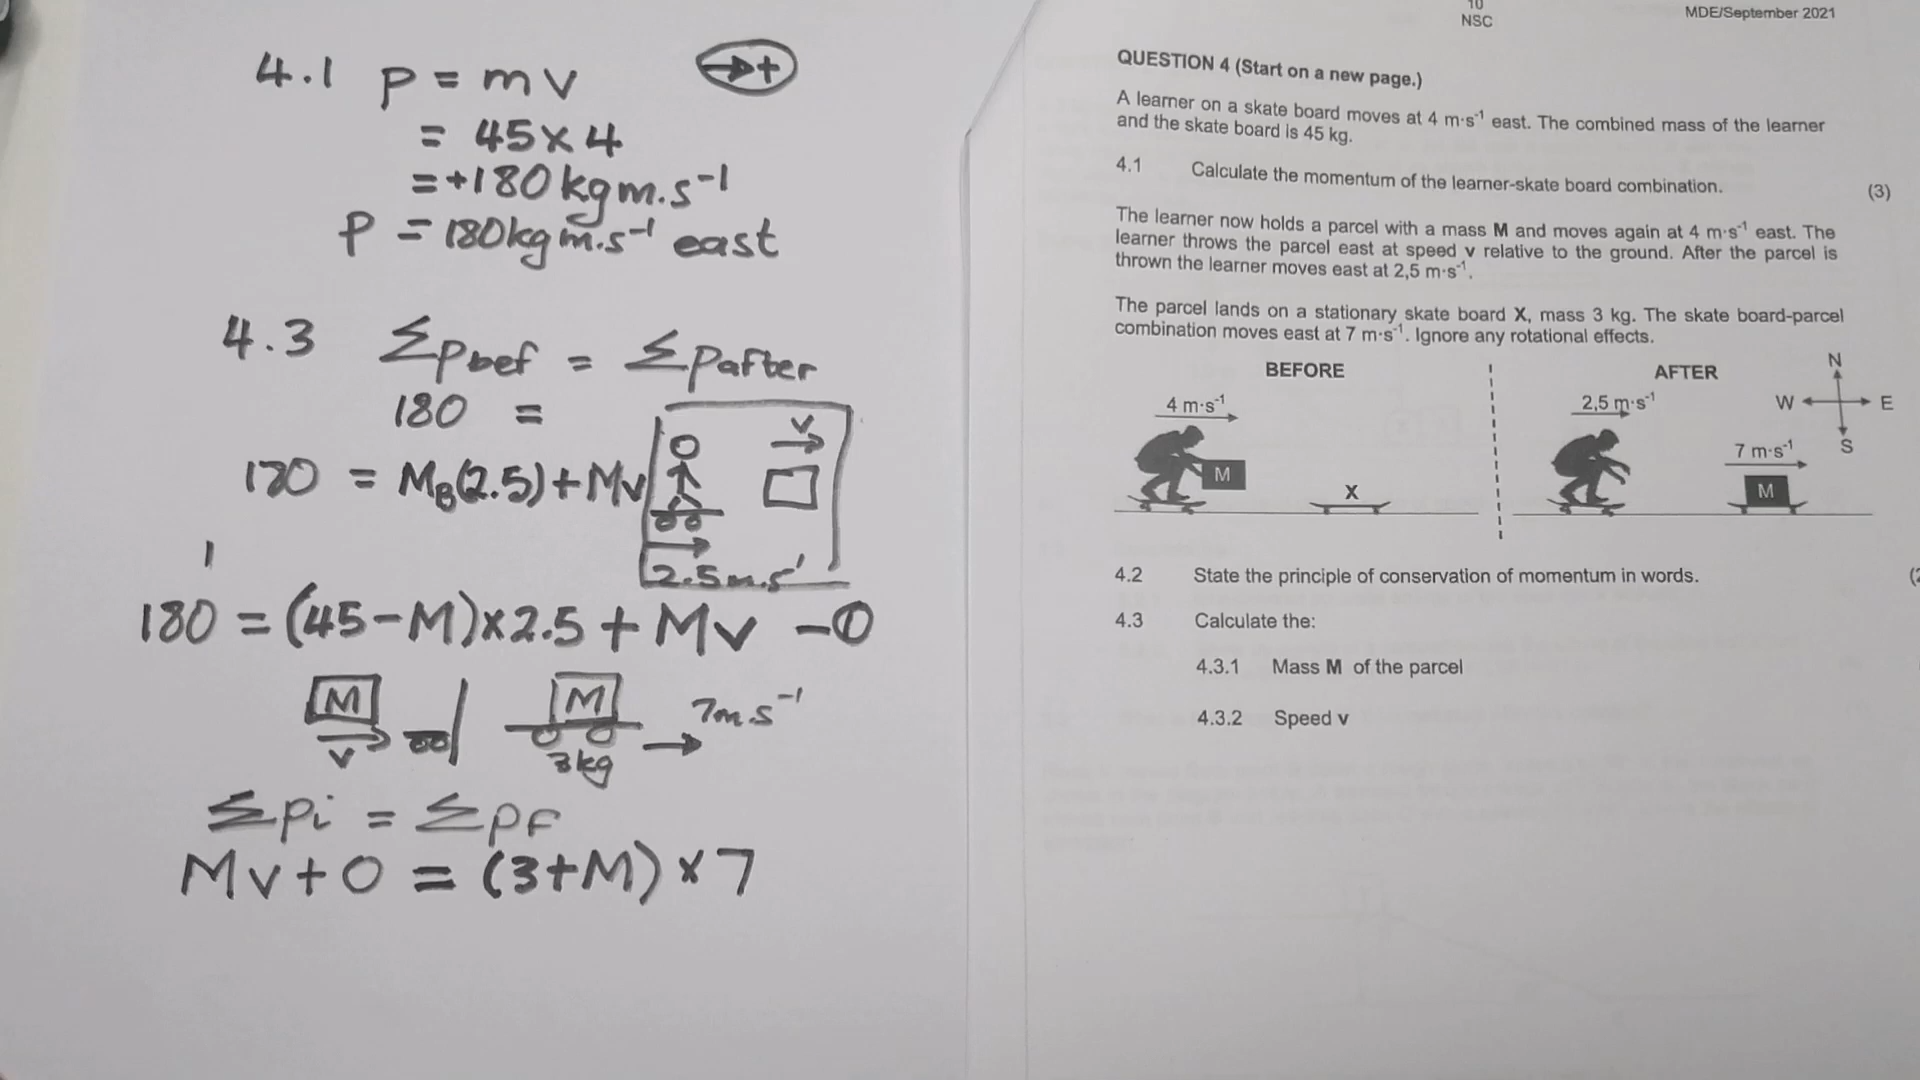 4.1 p = mv →+
= 45 x 4
= +180 kgm.s⁻¹
P = 180kg m.s⁻¹ east
4.3 Σpbef = Σpafter
180 =
v
180 = MB(2.5) + Mv
2.5m.s⁻¹
180 = (45 - M) x 2.5 + Mv -①
M M 7m.s⁻¹
v 3kg
Σpi = ΣpF
Mv + 0 = (3 + M) x 7
10
NSC
MDE/September 2021
QUESTION 4 (Start on a new page.)
A learner on a skate board moves at 4 m·s⁻¹ east. The combined mass of the learner
and the skate board is 45 kg.
4.1 Calculate the momentum of the learner-skate board combination. (3)
The learner now holds a parcel with a mass M and moves again at 4 m·s⁻¹ east. The
learner throws the parcel east at speed v relative to the ground. After the parcel is
thrown the learner moves east at 2,5 m·s⁻¹.
The parcel lands on a stationary skate board X, mass 3 kg. The skate board-parcel
combination moves east at 7 m·s⁻¹. Ignore any rotational effects.
BEFORE AFTER
N
W E
S
4 m·s⁻¹ 2,5 m·s⁻¹
7 m·s⁻¹
M X M
4.2 State the principle of conservation of momentum in words.
4.3 Calculate the:
4.3.1 Mass M of the parcel
4.3.2 Speed v